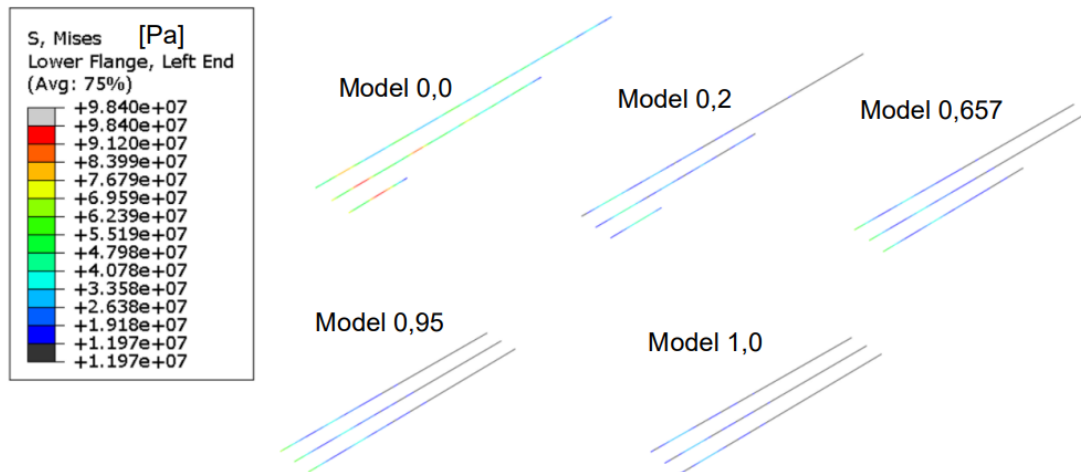 S, Mises [Pa]
Lower Flange, Left End
(Avg: 75%)
+9.840e+07
+9.840e+07
+9.120e+07
+8.399e+07
+7.679e+07
+6.959e+07
+6.239e+07
+5.519e+07
+4.798e+07
+4.078e+07
+3.358e+07
+2.638e+07
+1.918e+07
+1.197e+07
+1.197e+07
Model 0,0
Model 0,2
Model 0,657
Model 0,95
Model 1,0